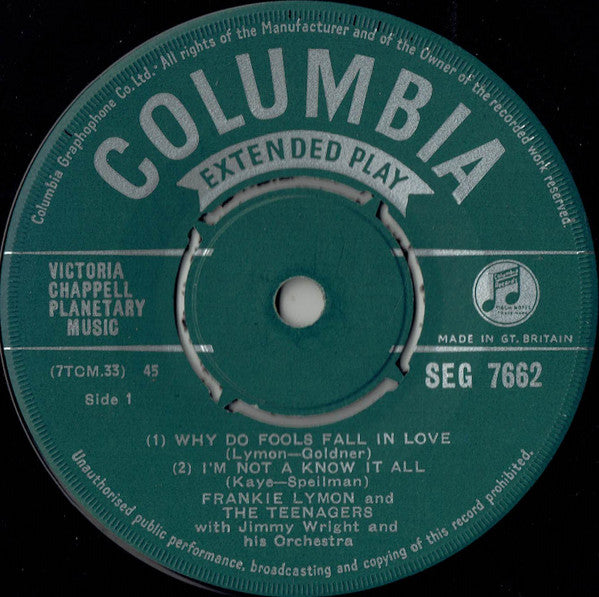 Columbia Graphophone Co. Ltd. All rights of the Manufacturer and of the Owner of the recorded work reserved.
COLUMBIA
EXTENDED PLAY
VICTORIA
CHAPPELL
PLANETARY
MUSIC
MADE IN GT. BRITAIN
(7TCM.33) 45
SEG 7662
Side 1
(1) WHY DO FOOLS FALL IN LOVE
(Lymon—Goldner)
(2) I'M NOT A KNOW IT ALL
(Kaye—Speilman)
FRANKIE LYMON and
THE TEENAGERS
with Jimmy Wright and
his Orchestra
Unauthorised public performance, broadcasting and copying of this record prohibited.